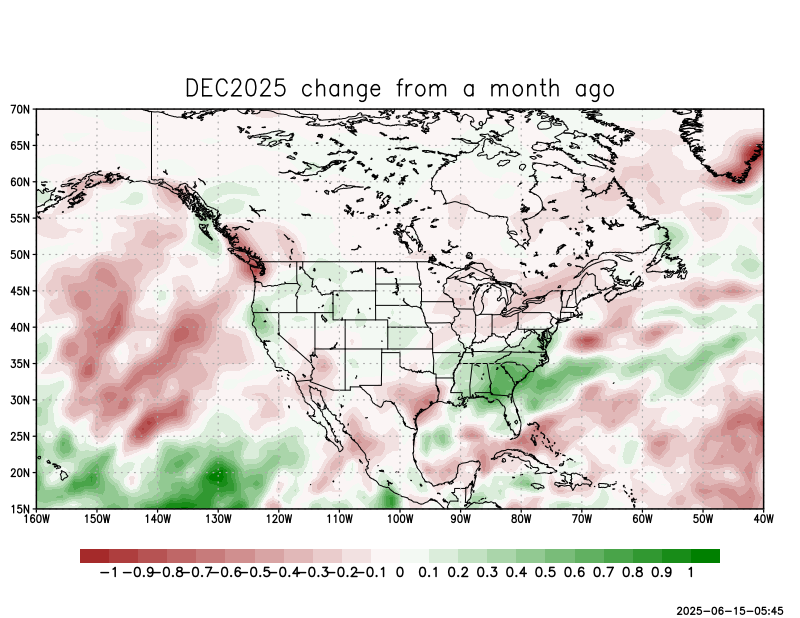 DEC2025 change from a month ago
70N
65N
60N
55N
50N
45N
40N
35N
30N
25N
20N
15N
160W 150W 140W 130W 120W 110W 100W 90W 80W 70W 60W 50W 40W
-1 -0.9 -0.8 -0.7 -0.6 -0.5 -0.4 -0.3 -0.2 -0.1 0 0.1 0.2 0.3 0.4 0.5 0.6 0.7 0.8 0.9 1
2025-06-15-05:45